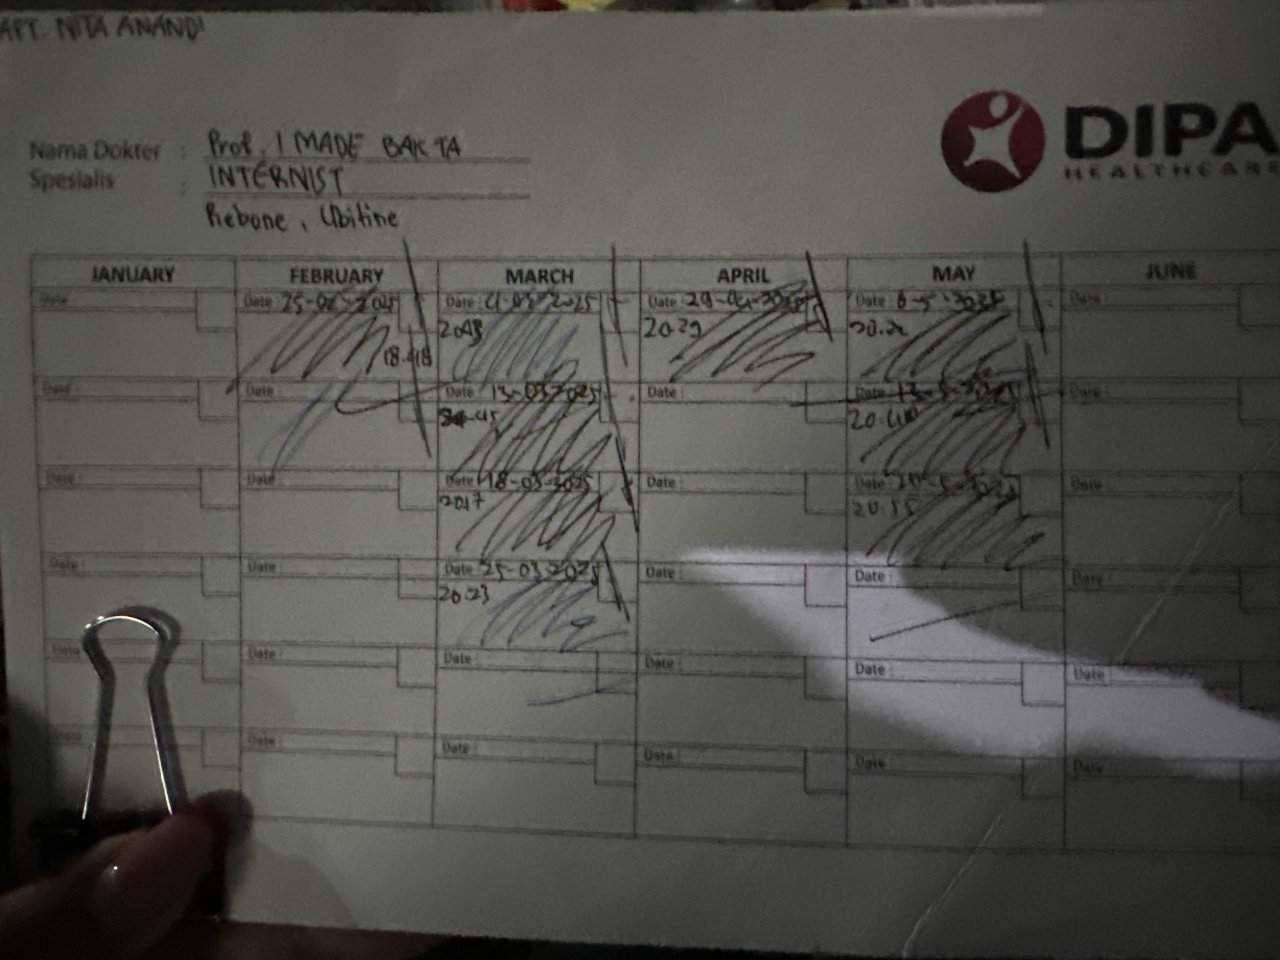 APT. NITA ANANDI
DIPA
HEALTHCARE
Nama Dokter : Prof. I MADE BAKTA
Spesialis : INTERNIST
Rebone, Ubitine
JANUARY FEBRUARY MARCH APRIL MAY JUNE
Date : Date : 25-02-2025 Date : 4-03-2025 Date : 29-04-2025 Date : 6-5-2025 Date :
18.48 2048 20.29
Date : Date : Date : 13-03-2025 Date : Date : 13-5-2025 Date :
20.40
Date : Date : Date : 18-03-2025 Date : Date : Date :
2017 20.15
Date : Date : Date : 25-03-2025 Date : Date : Date :
20.23
Date : Date : Date : Date : Date : Date :
Date : Date : Date : Date : Date : Date :